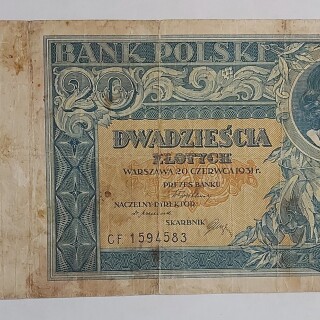 BANK POLSKI
20
DWADZIEŚCIA
ZŁOTYCH
WARSZAWA 20 CZERWCA 1931 r.
PREZES BANKU
NACZELNY DYREKTOR
SKARBNIK
CF 1594583